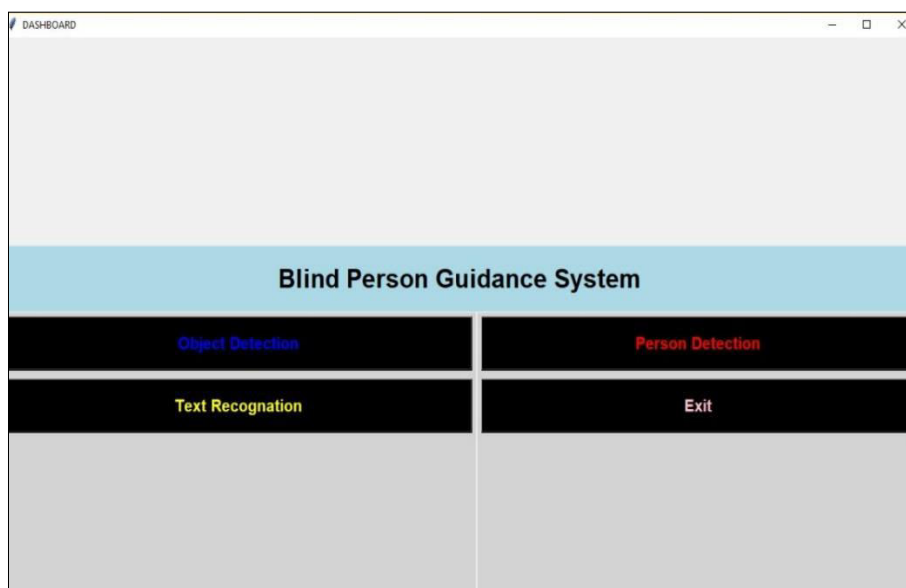 DASHBOARD
Blind Person Guidance System
Object Detection
Person Detection
Text Recognation
Exit